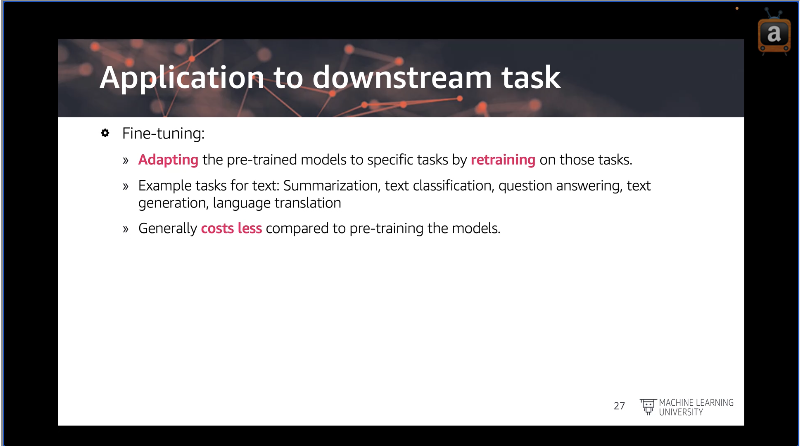 a
Application to downstream task
Fine-tuning:
» Adapting the pre-trained models to specific tasks by retraining on those tasks.
» Example tasks for text: Summarization, text classification, question answering, text
generation, language translation
» Generally costs less compared to pre-training the models.
27
MACHINE LEARNING
UNIVERSITY